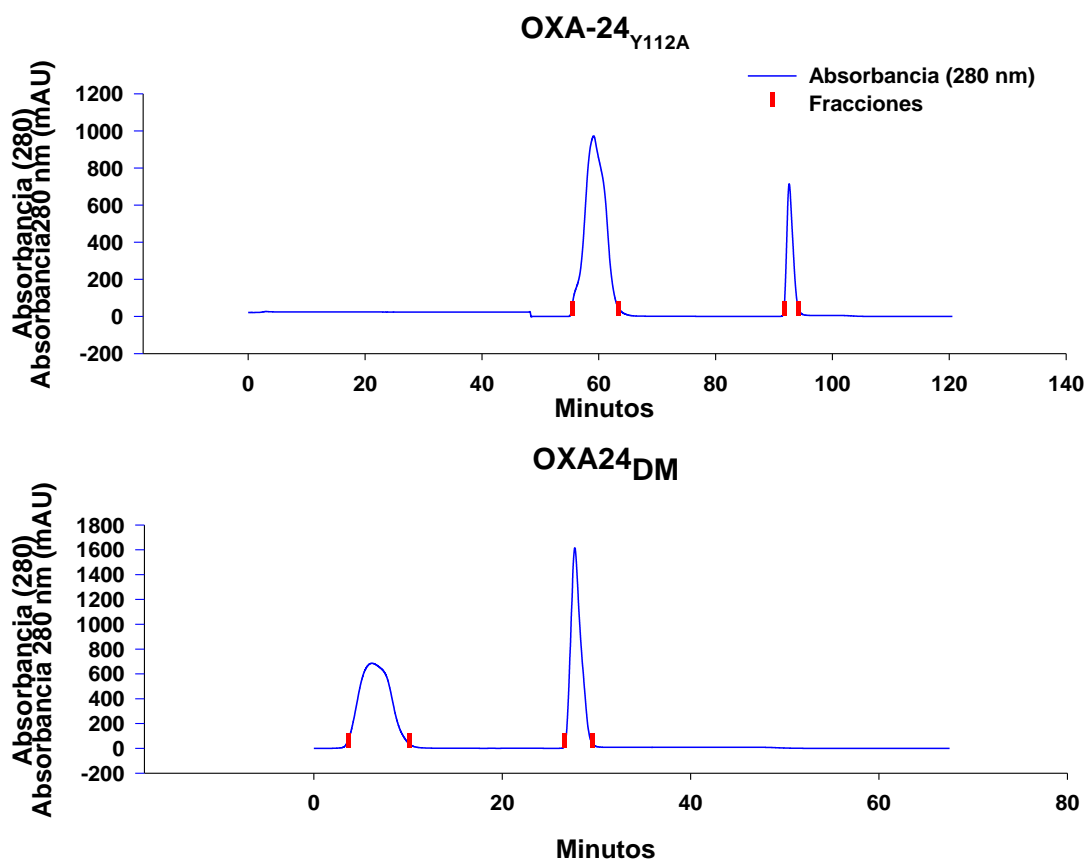 OXA-24Y112A
Absorbancia (280 nm)
Fracciones
Absorbancia (280)
Absorbancia280 nm (mAU)
1200
1000
800
600
400
200
0
-200
0 20 40 60 80 100 120 140
Minutos
OXA24DM
Absorbancia (280)
Absorbancia 280 nm (mAU)
1800
1600
1400
1200
1000
800
600
400
200
0
-200
0 20 40 60 80
Minutos